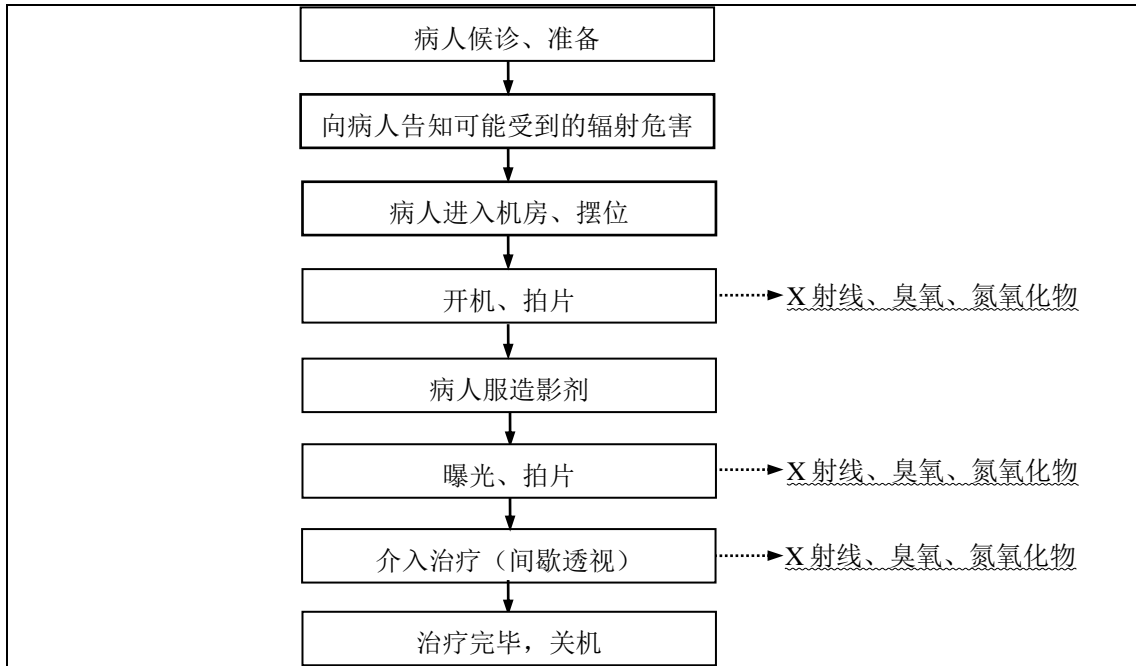 病人候诊、准备
向病人告知可能受到的辐射危害
病人进入机房、摆位
开机、拍片
X 射线、臭氧、氮氧化物
病人服造影剂
曝光、拍片
X 射线、臭氧、氮氧化物
介入治疗（间歇透视）
X 射线、臭氧、氮氧化物
治疗完毕，关机